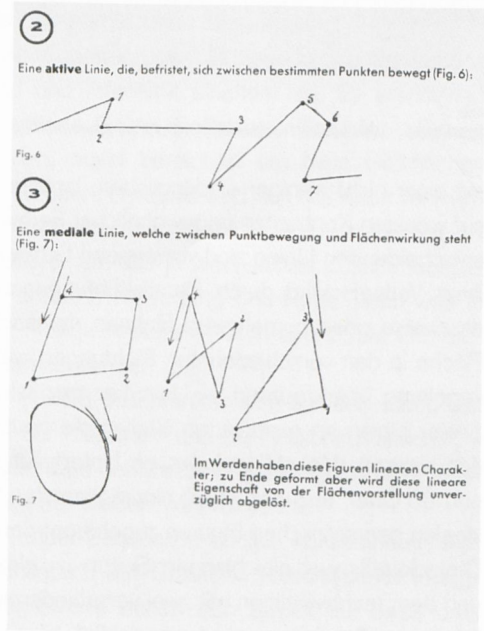 2
Eine aktive Linie, die, befristet, sich zwischen bestimmten Punkten bewegt (Fig. 6):
1
2
3
4
5
6
7
Fig. 6
3
Eine mediale Linie, welche zwischen Punktbewegung und Flächenwirkung steht
(Fig. 7):
4
3
1
2
4
2
1
3
3
1
2
Fig. 7
Im Werden haben diese Figuren linearen Charak-
ter; zu Ende geformt aber wird diese lineare
Eigenschaft von der Flächenvorstellung unver-
züglich abgelöst.